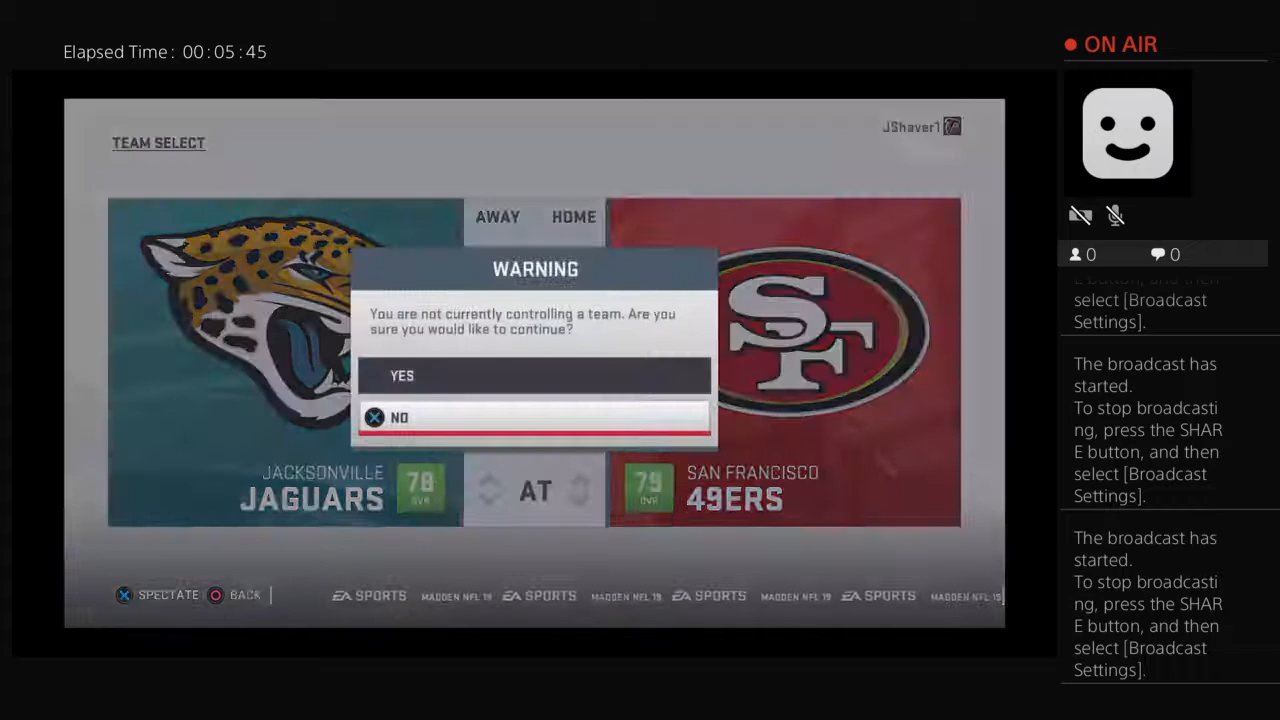 Elapsed Time: 00:05:45
ON AIR
TEAM SELECT
JShaver1
AWAY HOME
WARNING
You are not currently controlling a team. Are you
sure you would like to continue?
YES
NO
SF
JACKSONVILLE
JAGUARS
78
OVR
AT
79
OVR
SAN FRANCISCO
49ERS
SPECTATE BACK
EA SPORTS MADDEN NFL 19 EA SPORTS MADDEN NFL 19 EA SPORTS MADDEN NFL 19 EA SPORTS MADDEN NFL 19
0 0
E button, and then
select [Broadcast
Settings].
The broadcast has
started.
To stop broadcasti
ng, press the SHAR
E button, and then
select [Broadcast
Settings].
The broadcast has
started.
To stop broadcasti
ng, press the SHAR
E button, and then
select [Broadcast
Settings].